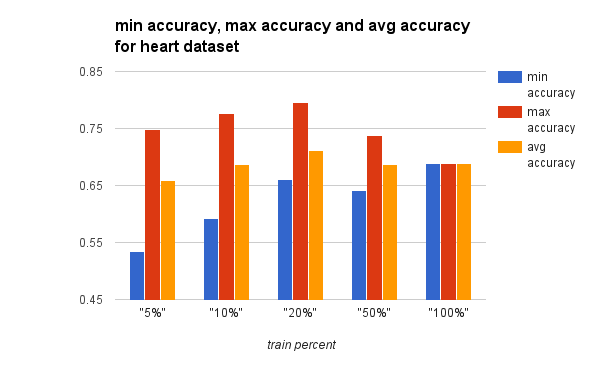 min accuracy, max accuracy and avg accuracy
for heart dataset
0.85
0.75
0.65
0.55
0.45
"5%"
"10%"
"20%"
"50%"
"100%"
train percent
min
accuracy
max
accuracy
avg
accuracy